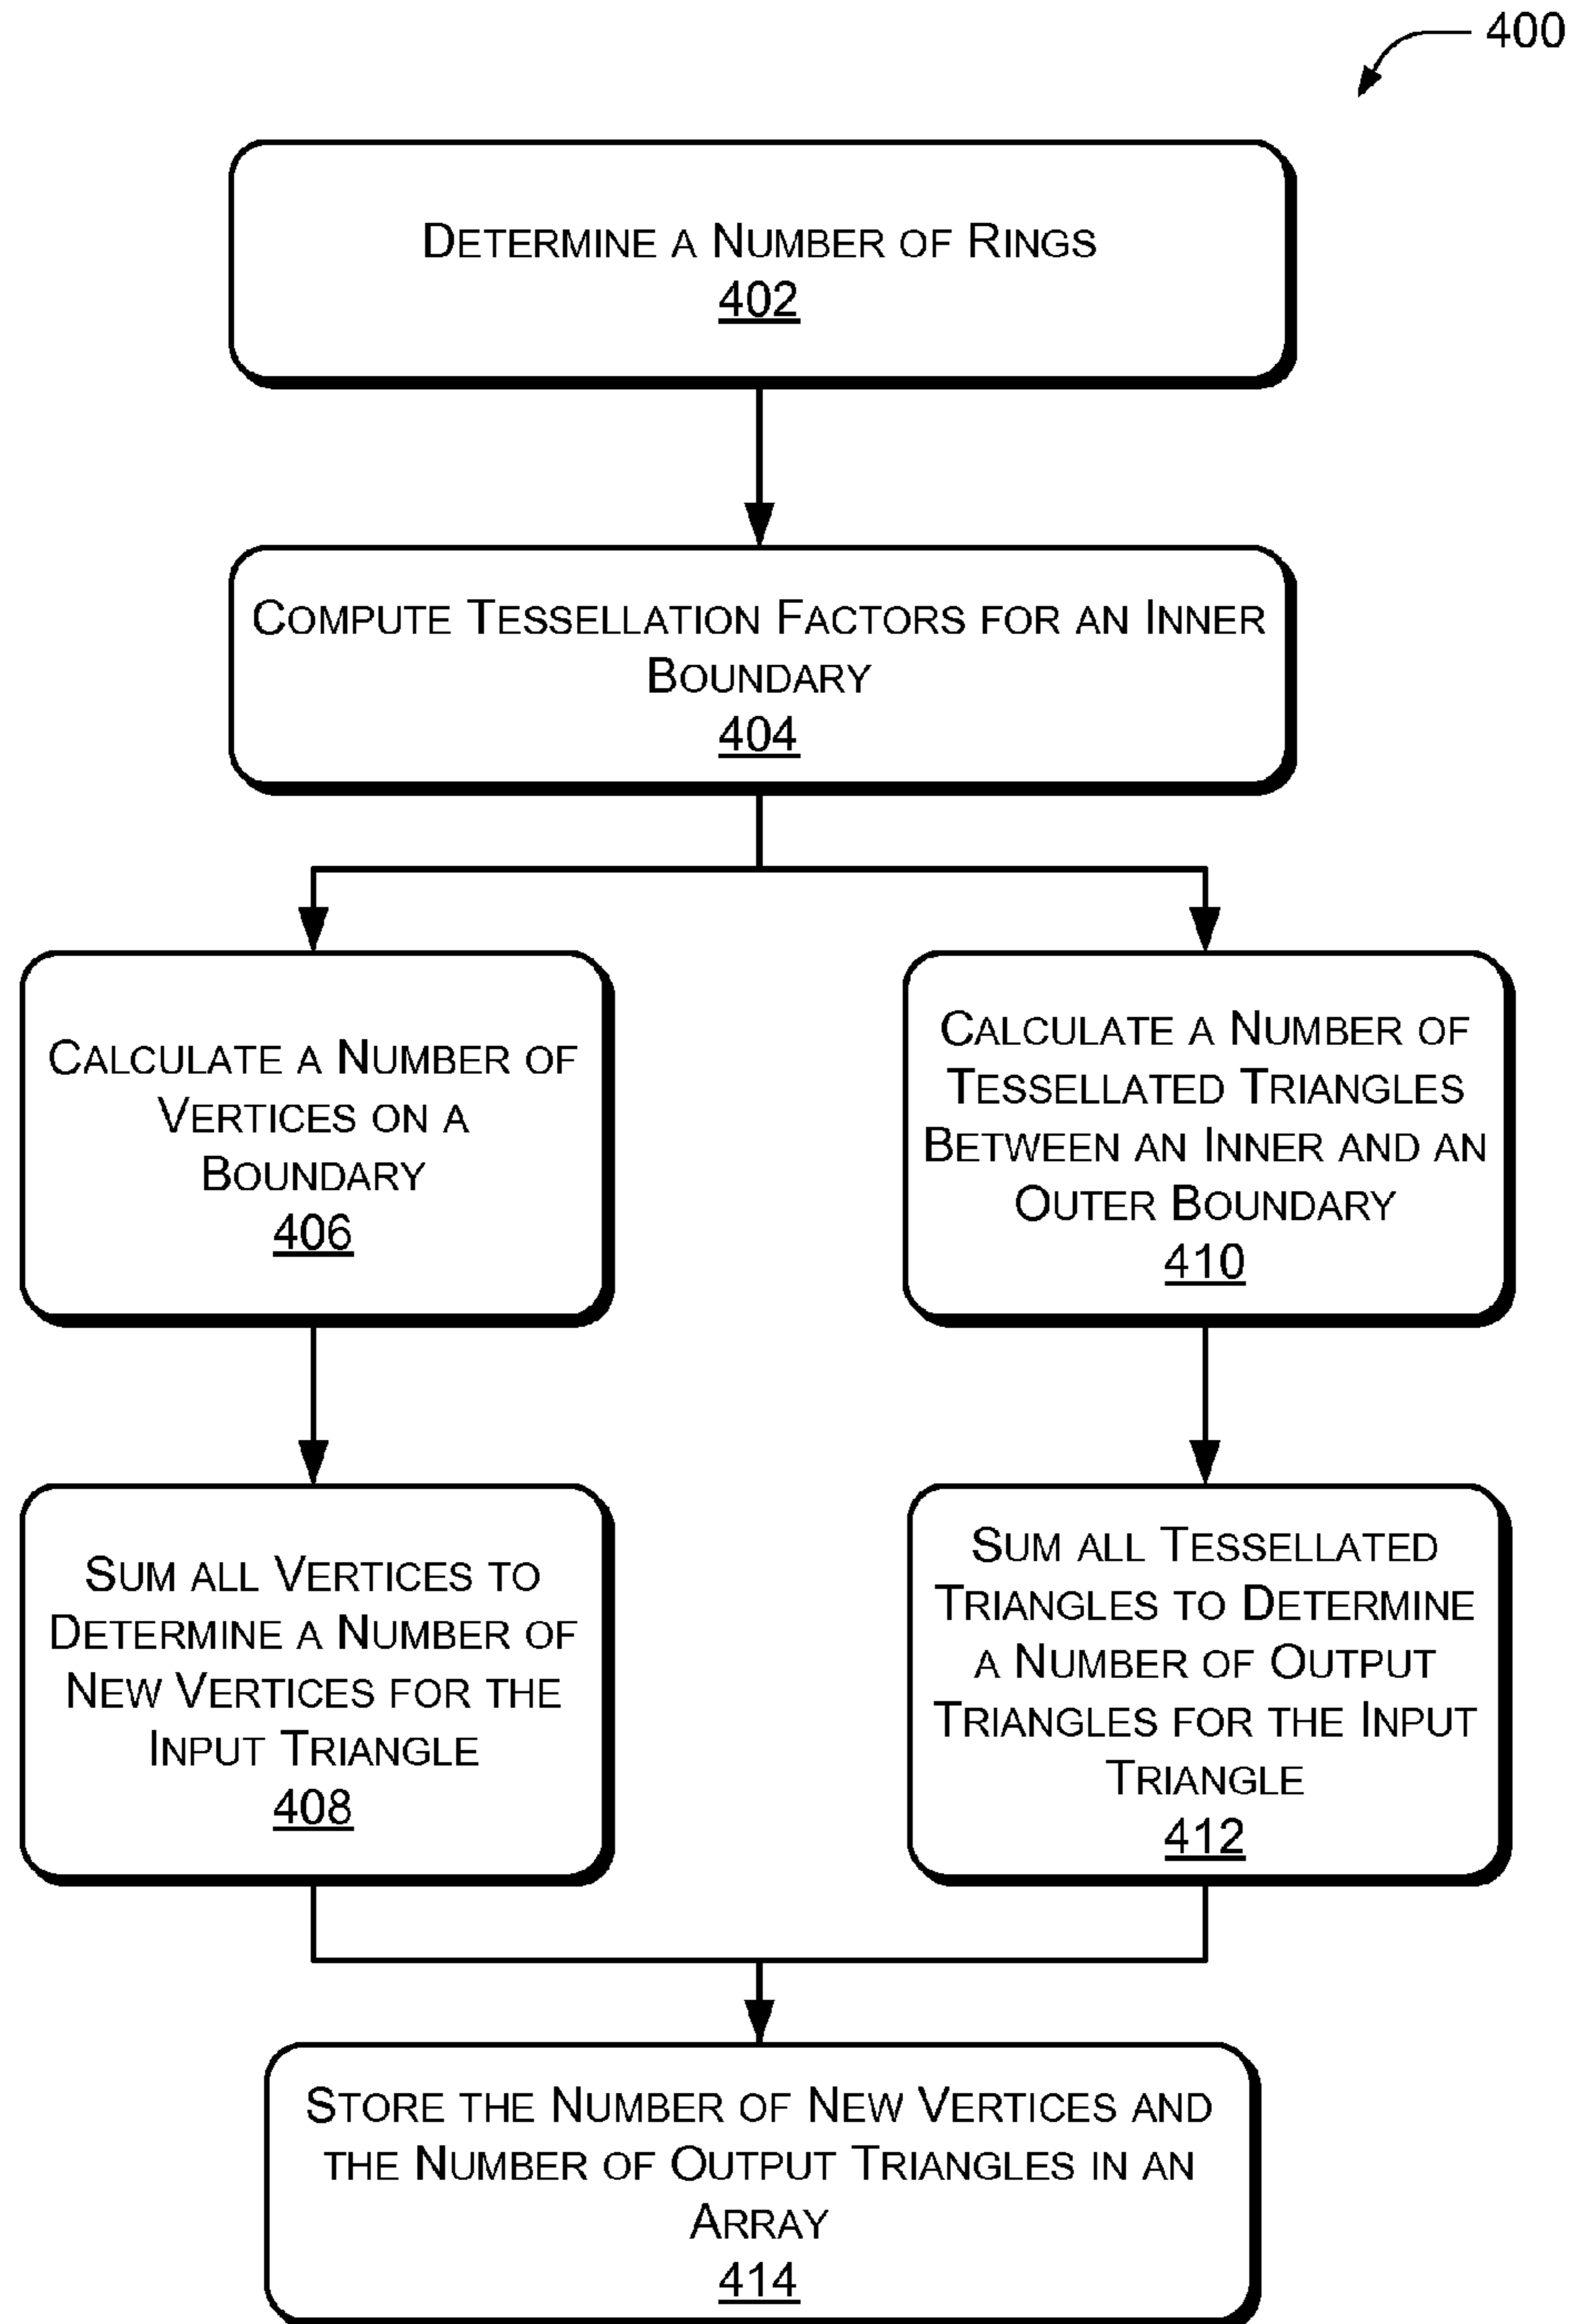 400
DETERMINE A NUMBER OF RINGS
402
COMPUTE TESSELLATION FACTORS FOR AN INNER
BOUNDARY
404
CALCULATE A NUMBER OF
VERTICES ON A
BOUNDARY
406
CALCULATE A NUMBER OF
TESSELLATED TRIANGLES
BETWEEN AN INNER AND AN
OUTER BOUNDARY
410
SUM ALL VERTICES TO
DETERMINE A NUMBER OF
NEW VERTICES FOR THE
INPUT TRIANGLE
408
SUM ALL TESSELLATED
TRIANGLES TO DETERMINE
A NUMBER OF OUTPUT
TRIANGLES FOR THE INPUT
TRIANGLE
412
STORE THE NUMBER OF NEW VERTICES AND
THE NUMBER OF OUTPUT TRIANGLES IN AN
ARRAY
414